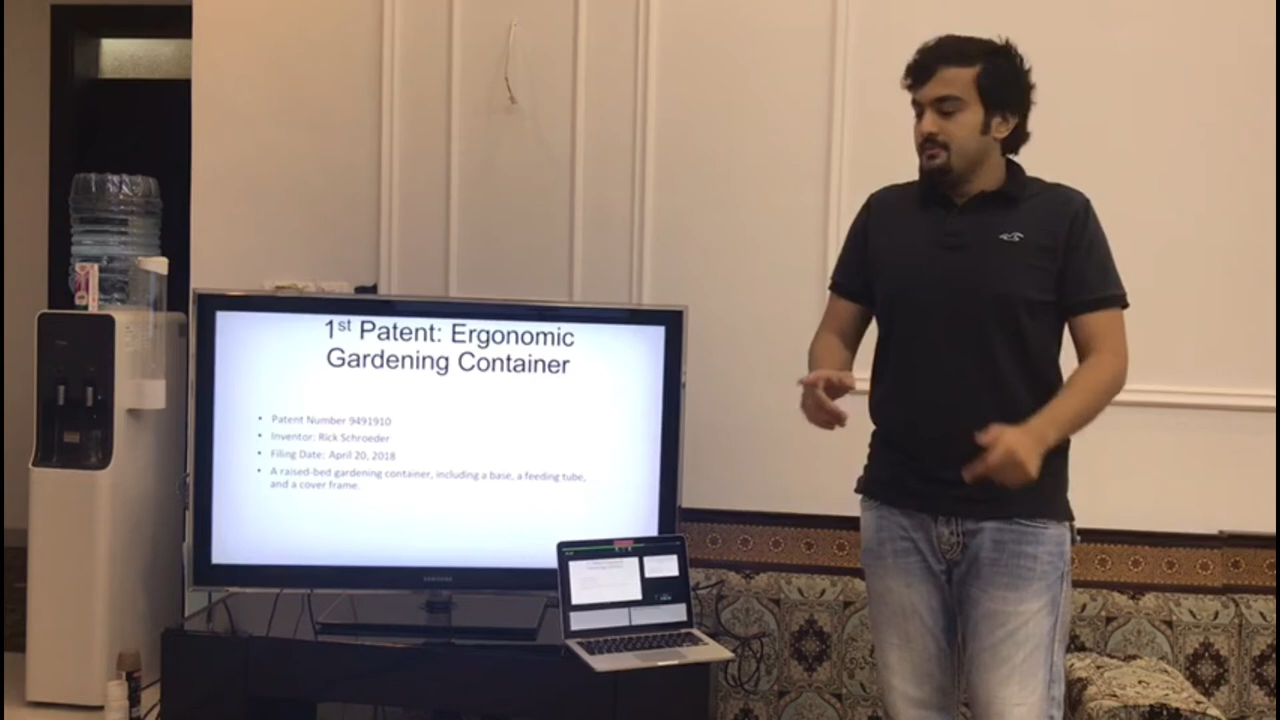 1st Patent: Ergonomic
Gardening Container
• Patent Number 9491910
• Inventor: Rick Schroeder
• Filing Date: April 20, 2018
• A raised-bed gardening container, including a base, a feeding tube,
and a cover frame.
SAMSUNG